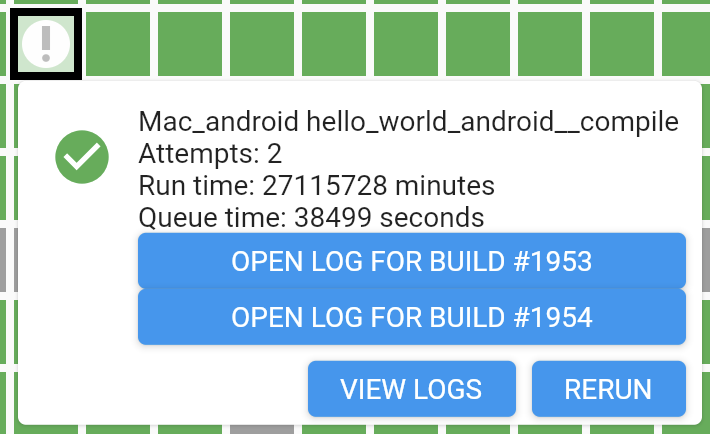 !
Mac_android hello_world_android__compile
Attempts: 2
Run time: 27115728 minutes
Queue time: 38499 seconds
OPEN LOG FOR BUILD #1953
OPEN LOG FOR BUILD #1954
VIEW LOGS
RERUN